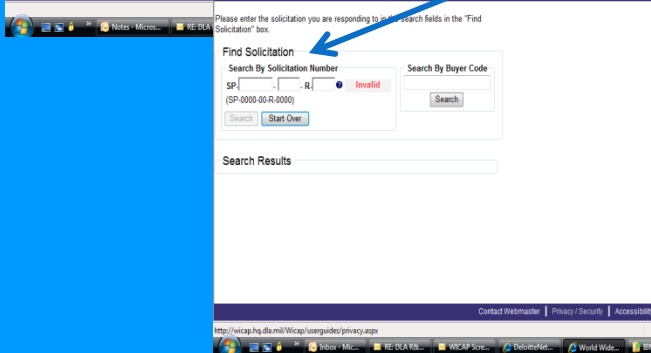 Please enter the solicitation you are responding to in the search fields in the "Find
Solicitation" box.
Notes - Micros...
RE: DLA
Find Solicitation
Search By Solicitation Number
Search By Buyer Code
SP- - - R- Invalid
(SP-0000-00-R-0000)
Search
Search Start Over
Search Results
Contact Webmaster | Privacy / Security | Accessibility
http://wicap.hq.dla.mil/Wicap/userguides/privacy.aspx
Inbox - Mic... RE: DLA R&... WICAP Scre... DeloitteNet... World Wide...